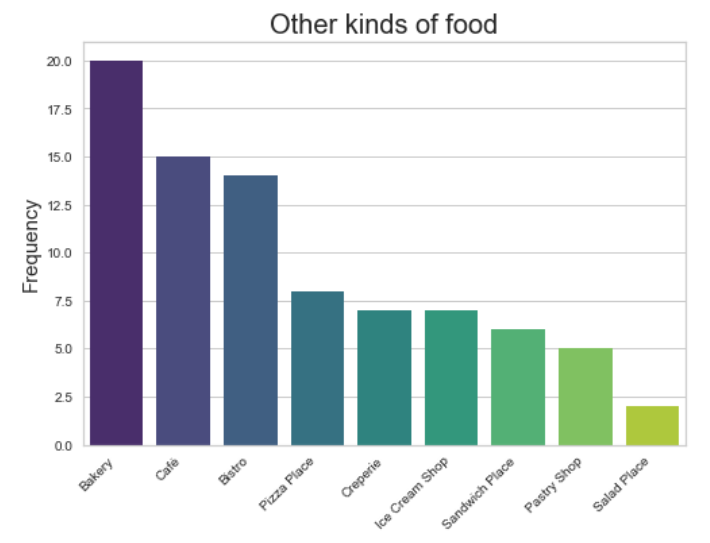 Other kinds of food
Frequency
20.0
17.5
15.0
12.5
10.0
7.5
5.0
2.5
0.0
Bakery
Café
Bistro
Pizza Place
Creperie
Ice Cream Shop
Sandwich Place
Pastry Shop
Salad Place